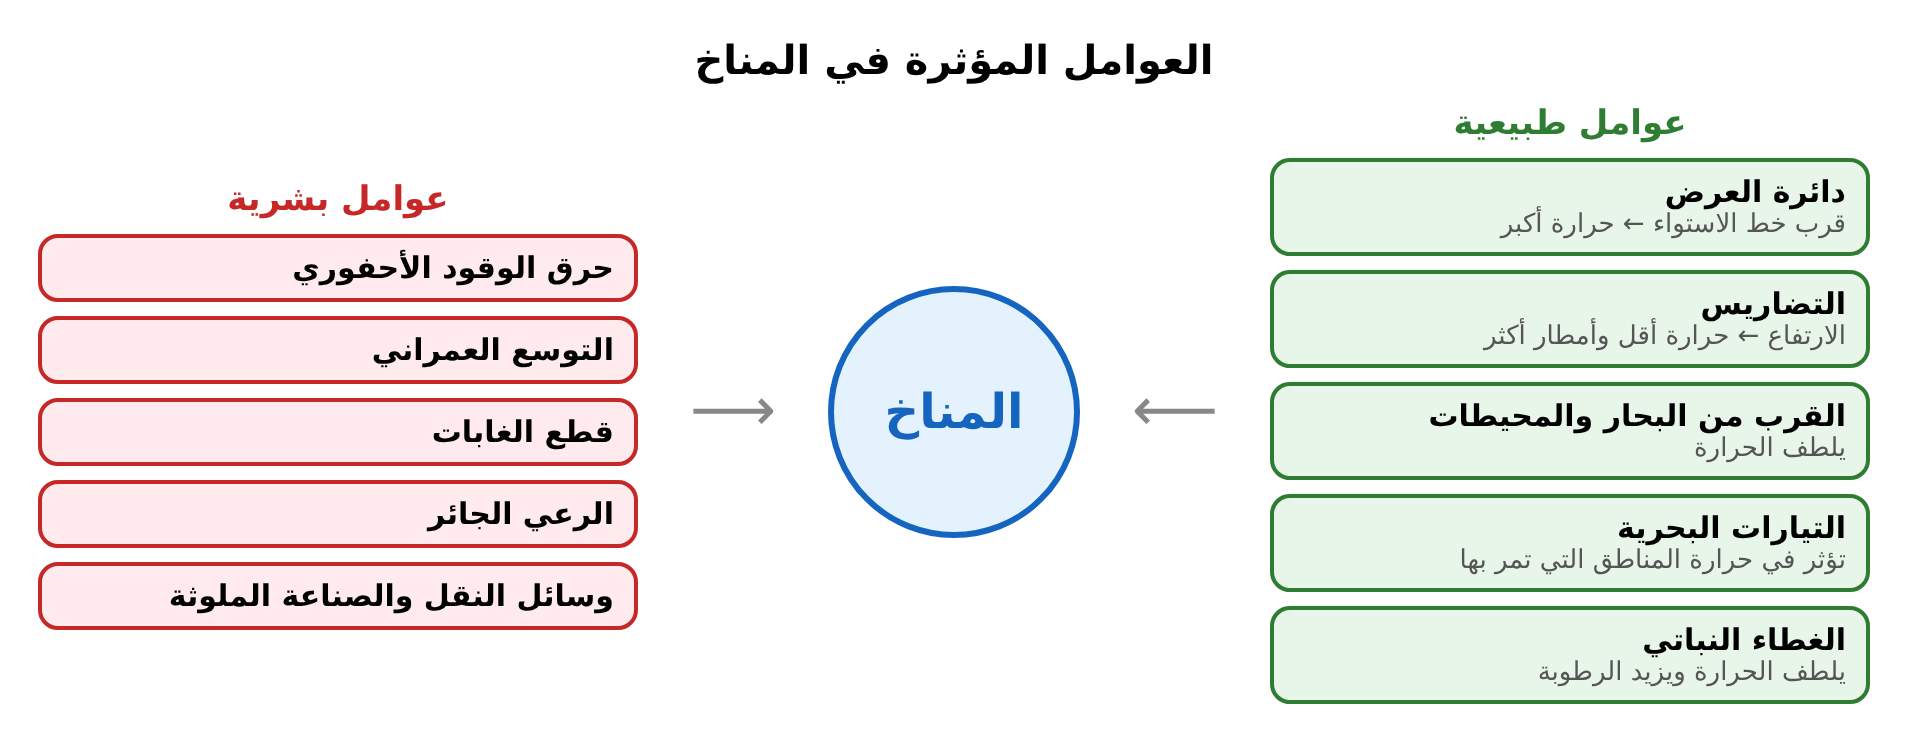 العوامل المؤثرة في المناخ
عوامل طبيعية
دائرة العرض
قرب خط الاستواء ← حرارة أكبر
التضاريس
الارتفاع ← حرارة أقل وأمطار أكثر
القرب من البحار والمحيطات
يلطف الحرارة
التيارات البحرية
تؤثر في حرارة المناطق التي تمر بها
الغطاء النباتي
يلطف الحرارة ويزيد الرطوبة
المناخ
عوامل بشرية
حرق الوقود الأحفوري
التوسع العمراني
قطع الغابات
الرعي الجائر
وسائل النقل والصناعة الملوثة